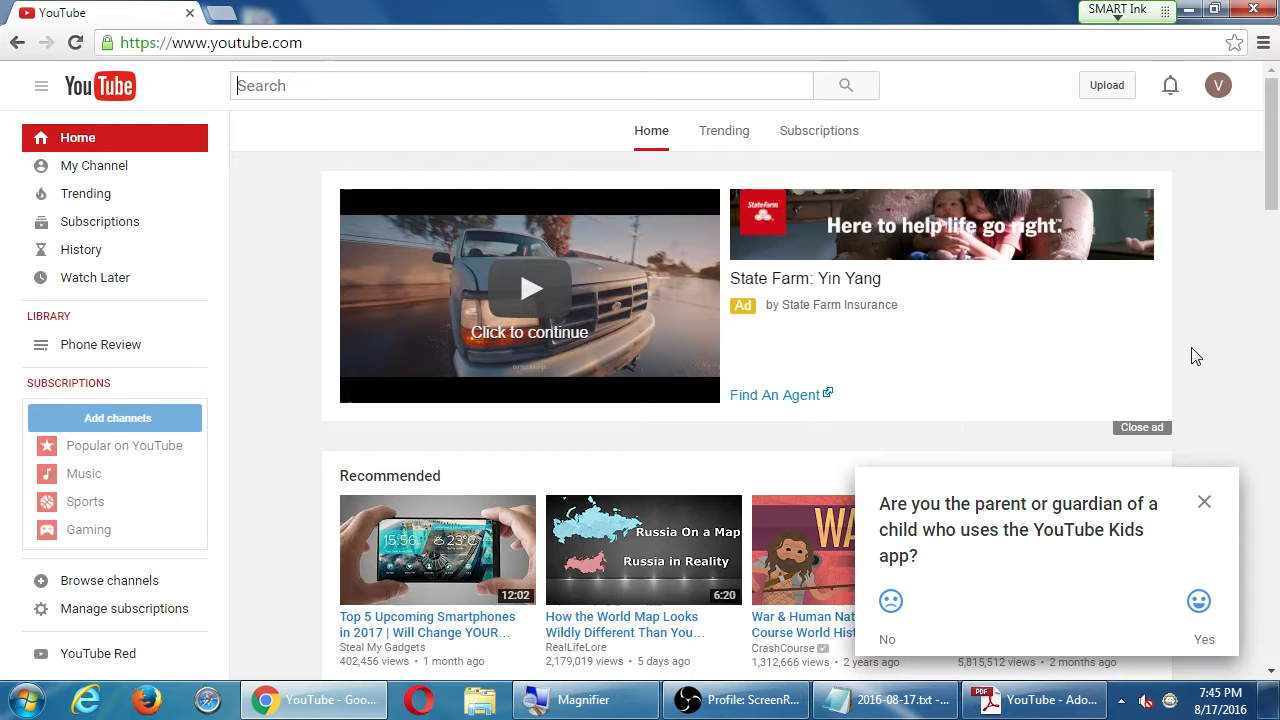 YouTube
SMART Ink
https://www.youtube.com
YouTube
Search
Upload
V
Home
Trending
Subscriptions
Home
My Channel
Trending
Subscriptions
History
Watch Later
LIBRARY
Phone Review
SUBSCRIPTIONS
Add channels
Popular on YouTube
Music
Sports
Gaming
Browse channels
Manage subscriptions
YouTube Red
Click to continue
StateFarm
Here to help life go right.™
State Farm: Yin Yang
Ad by State Farm Insurance
Find An Agent
Close ad
Recommended
15:56
23°C
12:02
Top 5 Upcoming Smartphones
in 2017 | Will Change YOUR...
Steal My Gadgets
402,456 views • 1 month ago
Russia On a Map
Russia in Reality
6:20
How the World Map Looks
Wildly Different Than You...
RealLifeLore
2,179,019 views • 5 days ago
WA
War & Human Nat
Course World Hist
CrashCourse
1,312,666 views • 2 years ago
5,815,512 views • 2 months ago
Are you the parent or guardian of a
child who uses the YouTube Kids
app?
No
Yes
YouTube - Goo...
Magnifier
Profile: ScreenR...
2016-08-17.txt -...
PDF
YouTube - Ado...
7:45 PM
8/17/2016